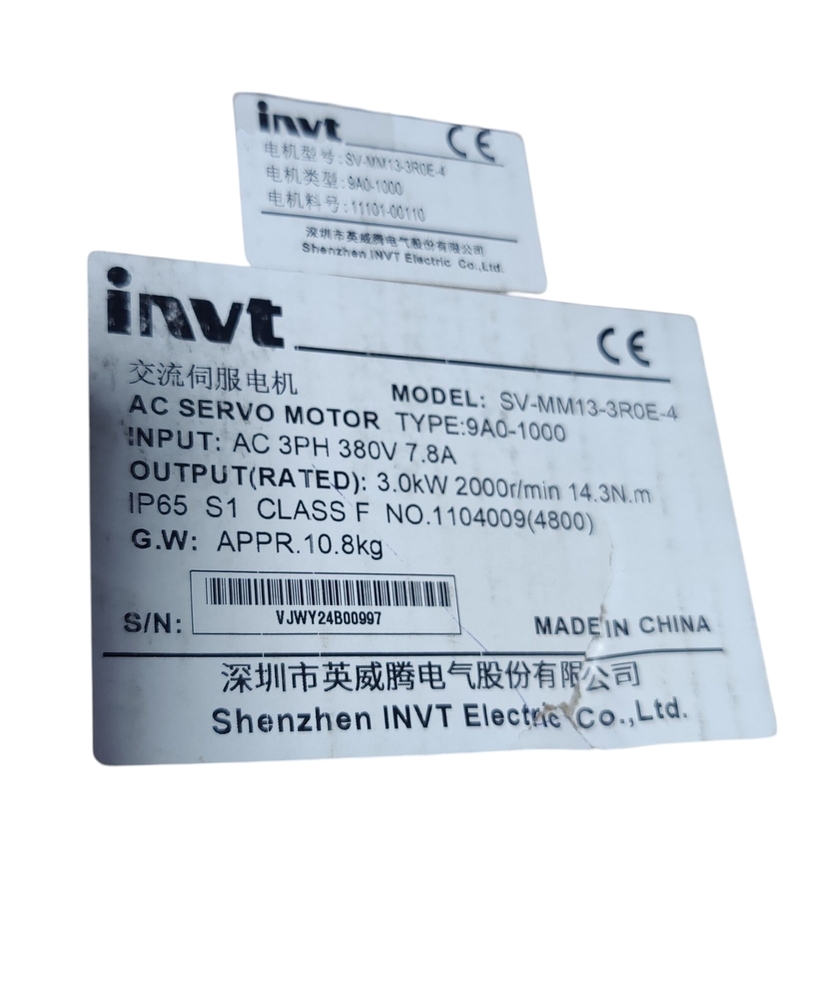 invt CE
电机型号:SV-MM13-3R0E-4
电机类型:9A0-1000
电机料号:11101-00110
深圳市英威腾电气股份有限公司
Shenzhen INVT Electric Co.,Ltd.
invt CE
交流伺服电机 MODEL: SV-MM13-3R0E-4
AC SERVO MOTOR TYPE:9A0-1000
INPUT: AC 3PH 380V 7.8A
OUTPUT(RATED): 3.0kW 2000r/min 14.3N.m
IP65 S1 CLASS F NO.1104009(4800)
G.W: APPR.10.8kg
S/N: VJWY24B00997
MADE IN CHINA
深圳市英威腾电气股份有限公司
Shenzhen INVT Electric Co.,Ltd.